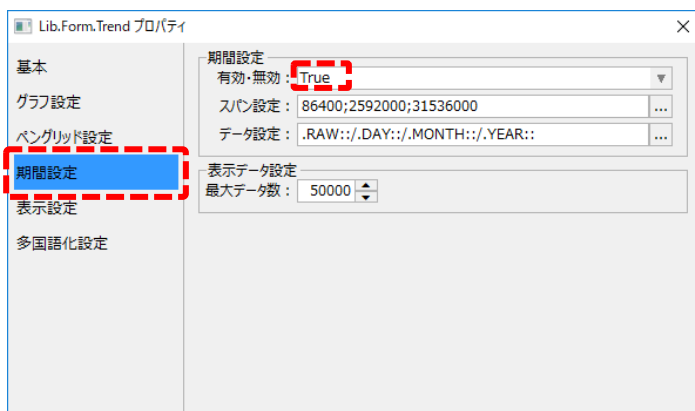 Lib.Form.Trend プロパティ
基本
グラフ設定
ペングリッド設定
期間設定
表示設定
多国語化設定
期間設定
有効・無効： True
スパン設定： 86400;2592000;31536000 ...
データ設定： .RAW::/.DAY::/.MONTH::/.YEAR:: ...
表示データ設定
最大データ数： 50000